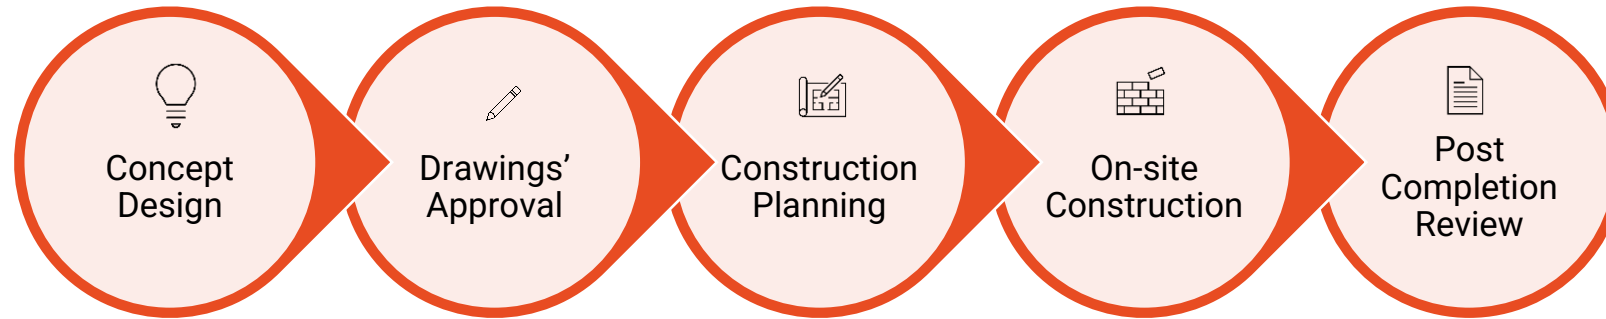 Concept
Design
Drawings’
Approval
Construction
Planning
On-site
Construction
Post
Completion
Review